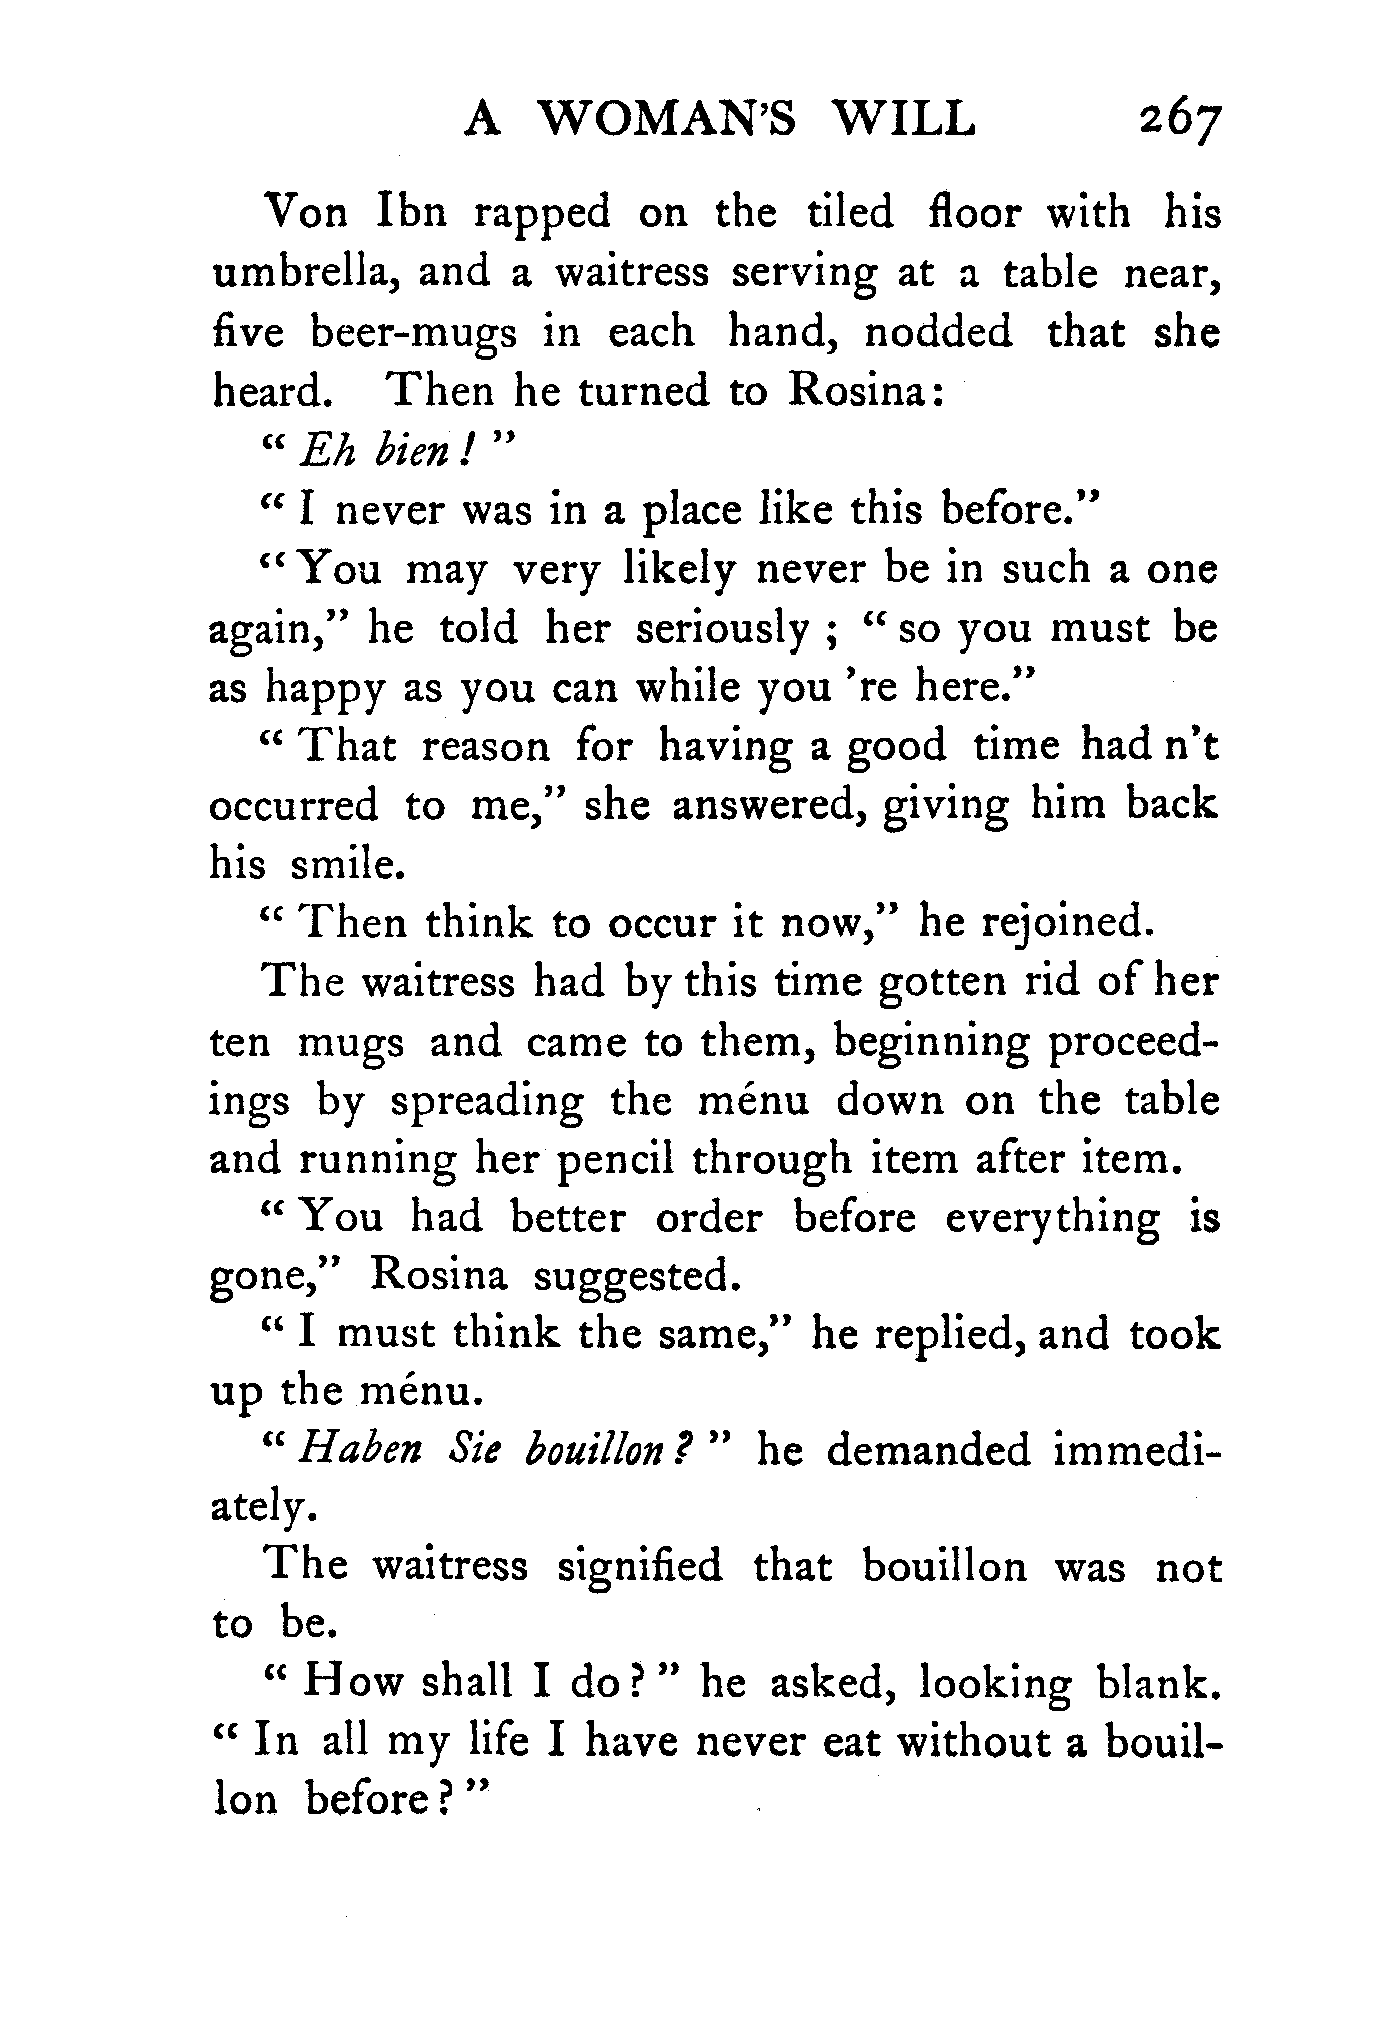 A WOMAN'S WILL 267
Von Ibn rapped on the tiled floor with his
umbrella, and a waitress serving at a table near,
five beer-mugs in each hand, nodded that she
heard. Then he turned to Rosina:
“ Eh bien ! ”
“ I never was in a place like this before.”
“ You may very likely never be in such a one
again,” he told her seriously ; “ so you must be
as happy as you can while you 're here.”
“ That reason for having a good time had n't
occurred to me,” she answered, giving him back
his smile.
“ Then think to occur it now,” he rejoined.
The waitress had by this time gotten rid of her
ten mugs and came to them, beginning proceed-
ings by spreading the ménu down on the table
and running her pencil through item after item.
“ You had better order before everything is
gone,” Rosina suggested.
“ I must think the same,” he replied, and took
up the ménu.
“ Haben Sie bouillon ? ” he demanded immedi-
ately.
The waitress signified that bouillon was not
to be.
“ How shall I do ? ” he asked, looking blank.
“ In all my life I have never eat without a bouil-
lon before ? ”